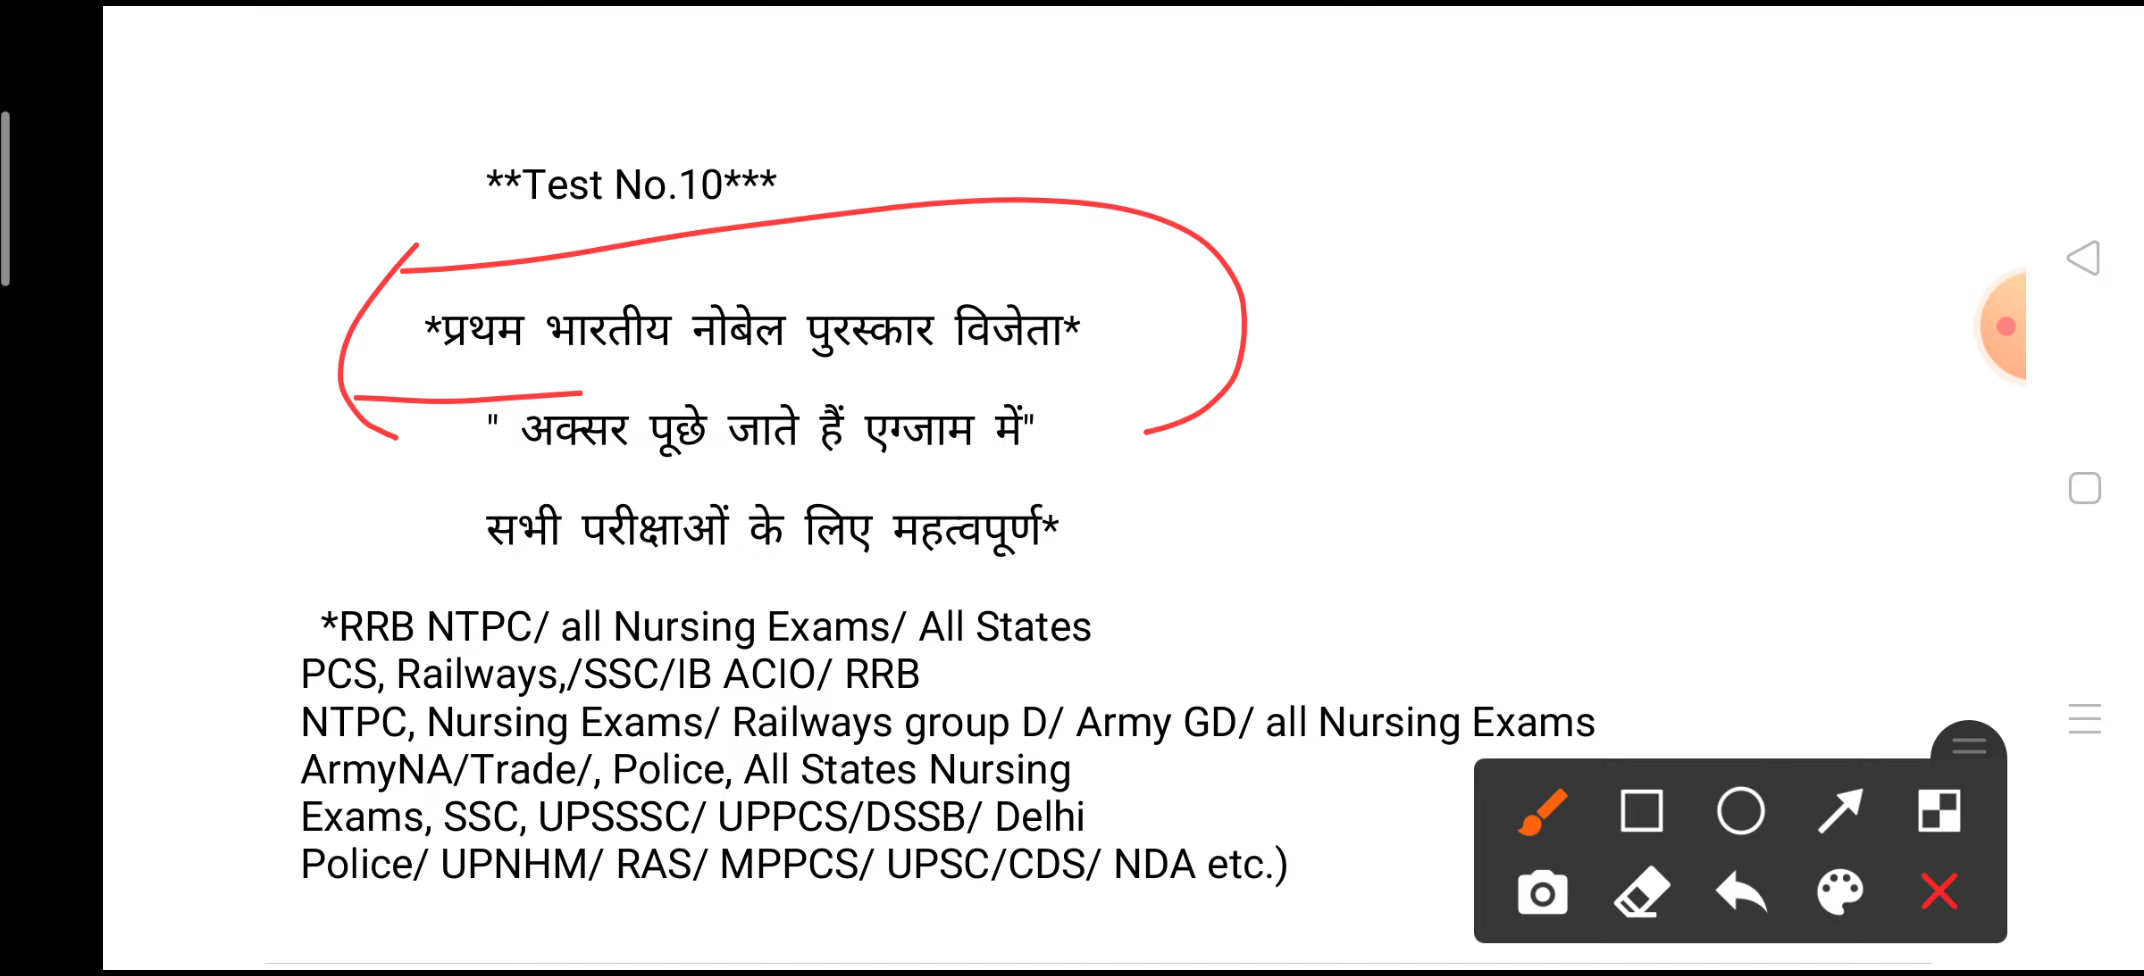 **Test No.10***
*प्रथम भारतीय नोबेल पुरस्कार विजेता*
" अक्सर पूछे जाते हैं एग्जाम में"
सभी परीक्षाओं के लिए महत्वपूर्ण*
*RRB NTPC/ all Nursing Exams/ All States
PCS, Railways,/SSC/IB ACIO/ RRB
NTPC, Nursing Exams/ Railways group D/ Army GD/ all Nursing Exams
ArmyNA/Trade/, Police, All States Nursing
Exams, SSC, UPSSSC/ UPPCS/DSSB/ Delhi
Police/ UPNHM/ RAS/ MPPCS/ UPSC/CDS/ NDA etc.)